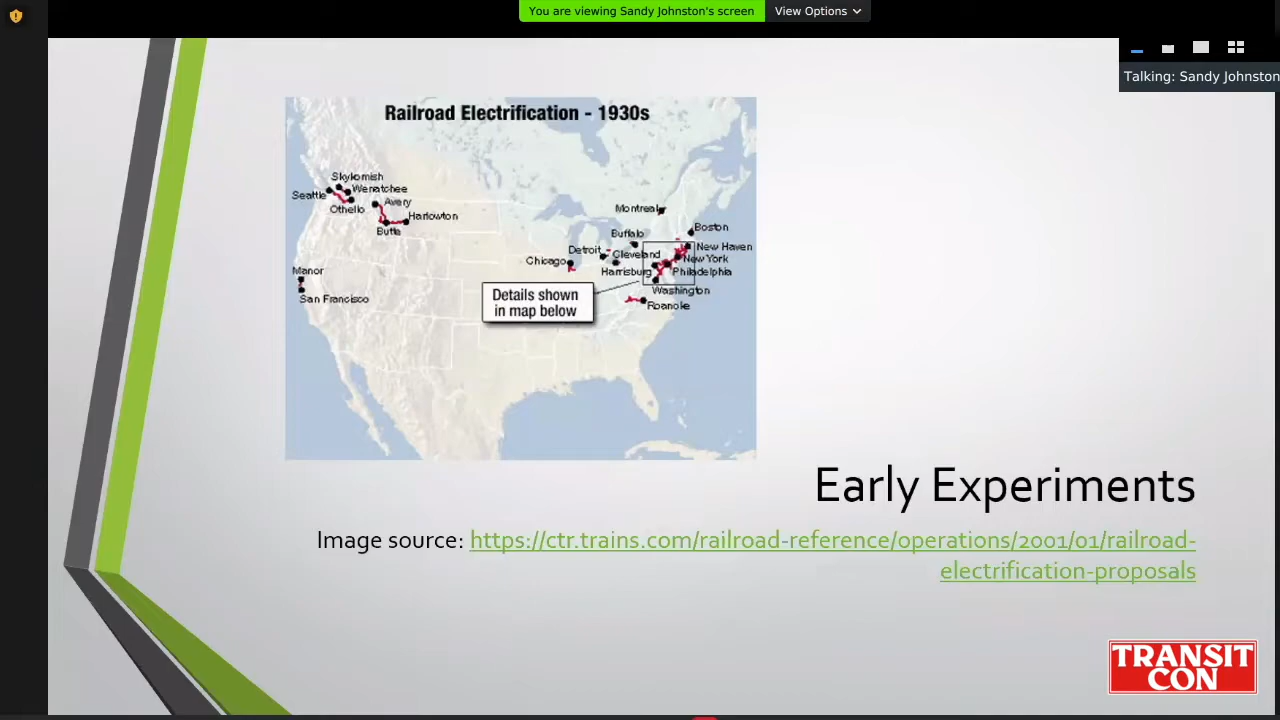 You are viewing Sandy Johnston's screen
View Options
Talking: Sandy Johnston
Railroad Electrification - 1930s
Skykomish
Seattle
Wenatchee
Othello
Avery
Harlowton
Butte
Montreal
Boston
Buffalo
Detroit
Cleveland
New Haven
Chicago
New York
Harrisburg
Philadelphia
Manor
San Francisco
Washington
Roanoke
Details shown
in map below
Early Experiments
Image source: https://ctr.trains.com/railroad-reference/operations/2001/01/railroad-
electrification-proposals
TRANSIT
CON